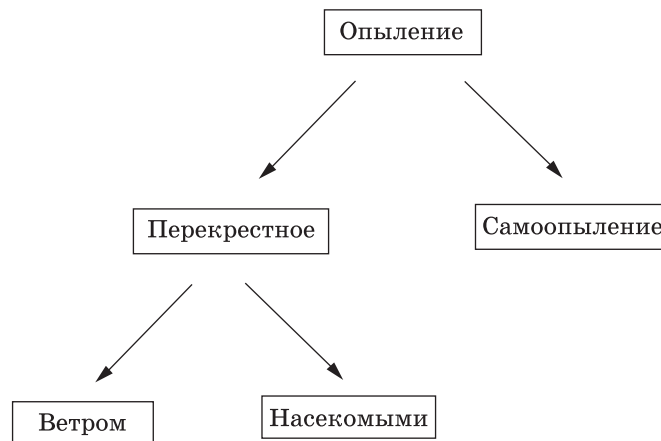 Опыление
Перекрестное
Самоопыление
Ветром
Насекомыми